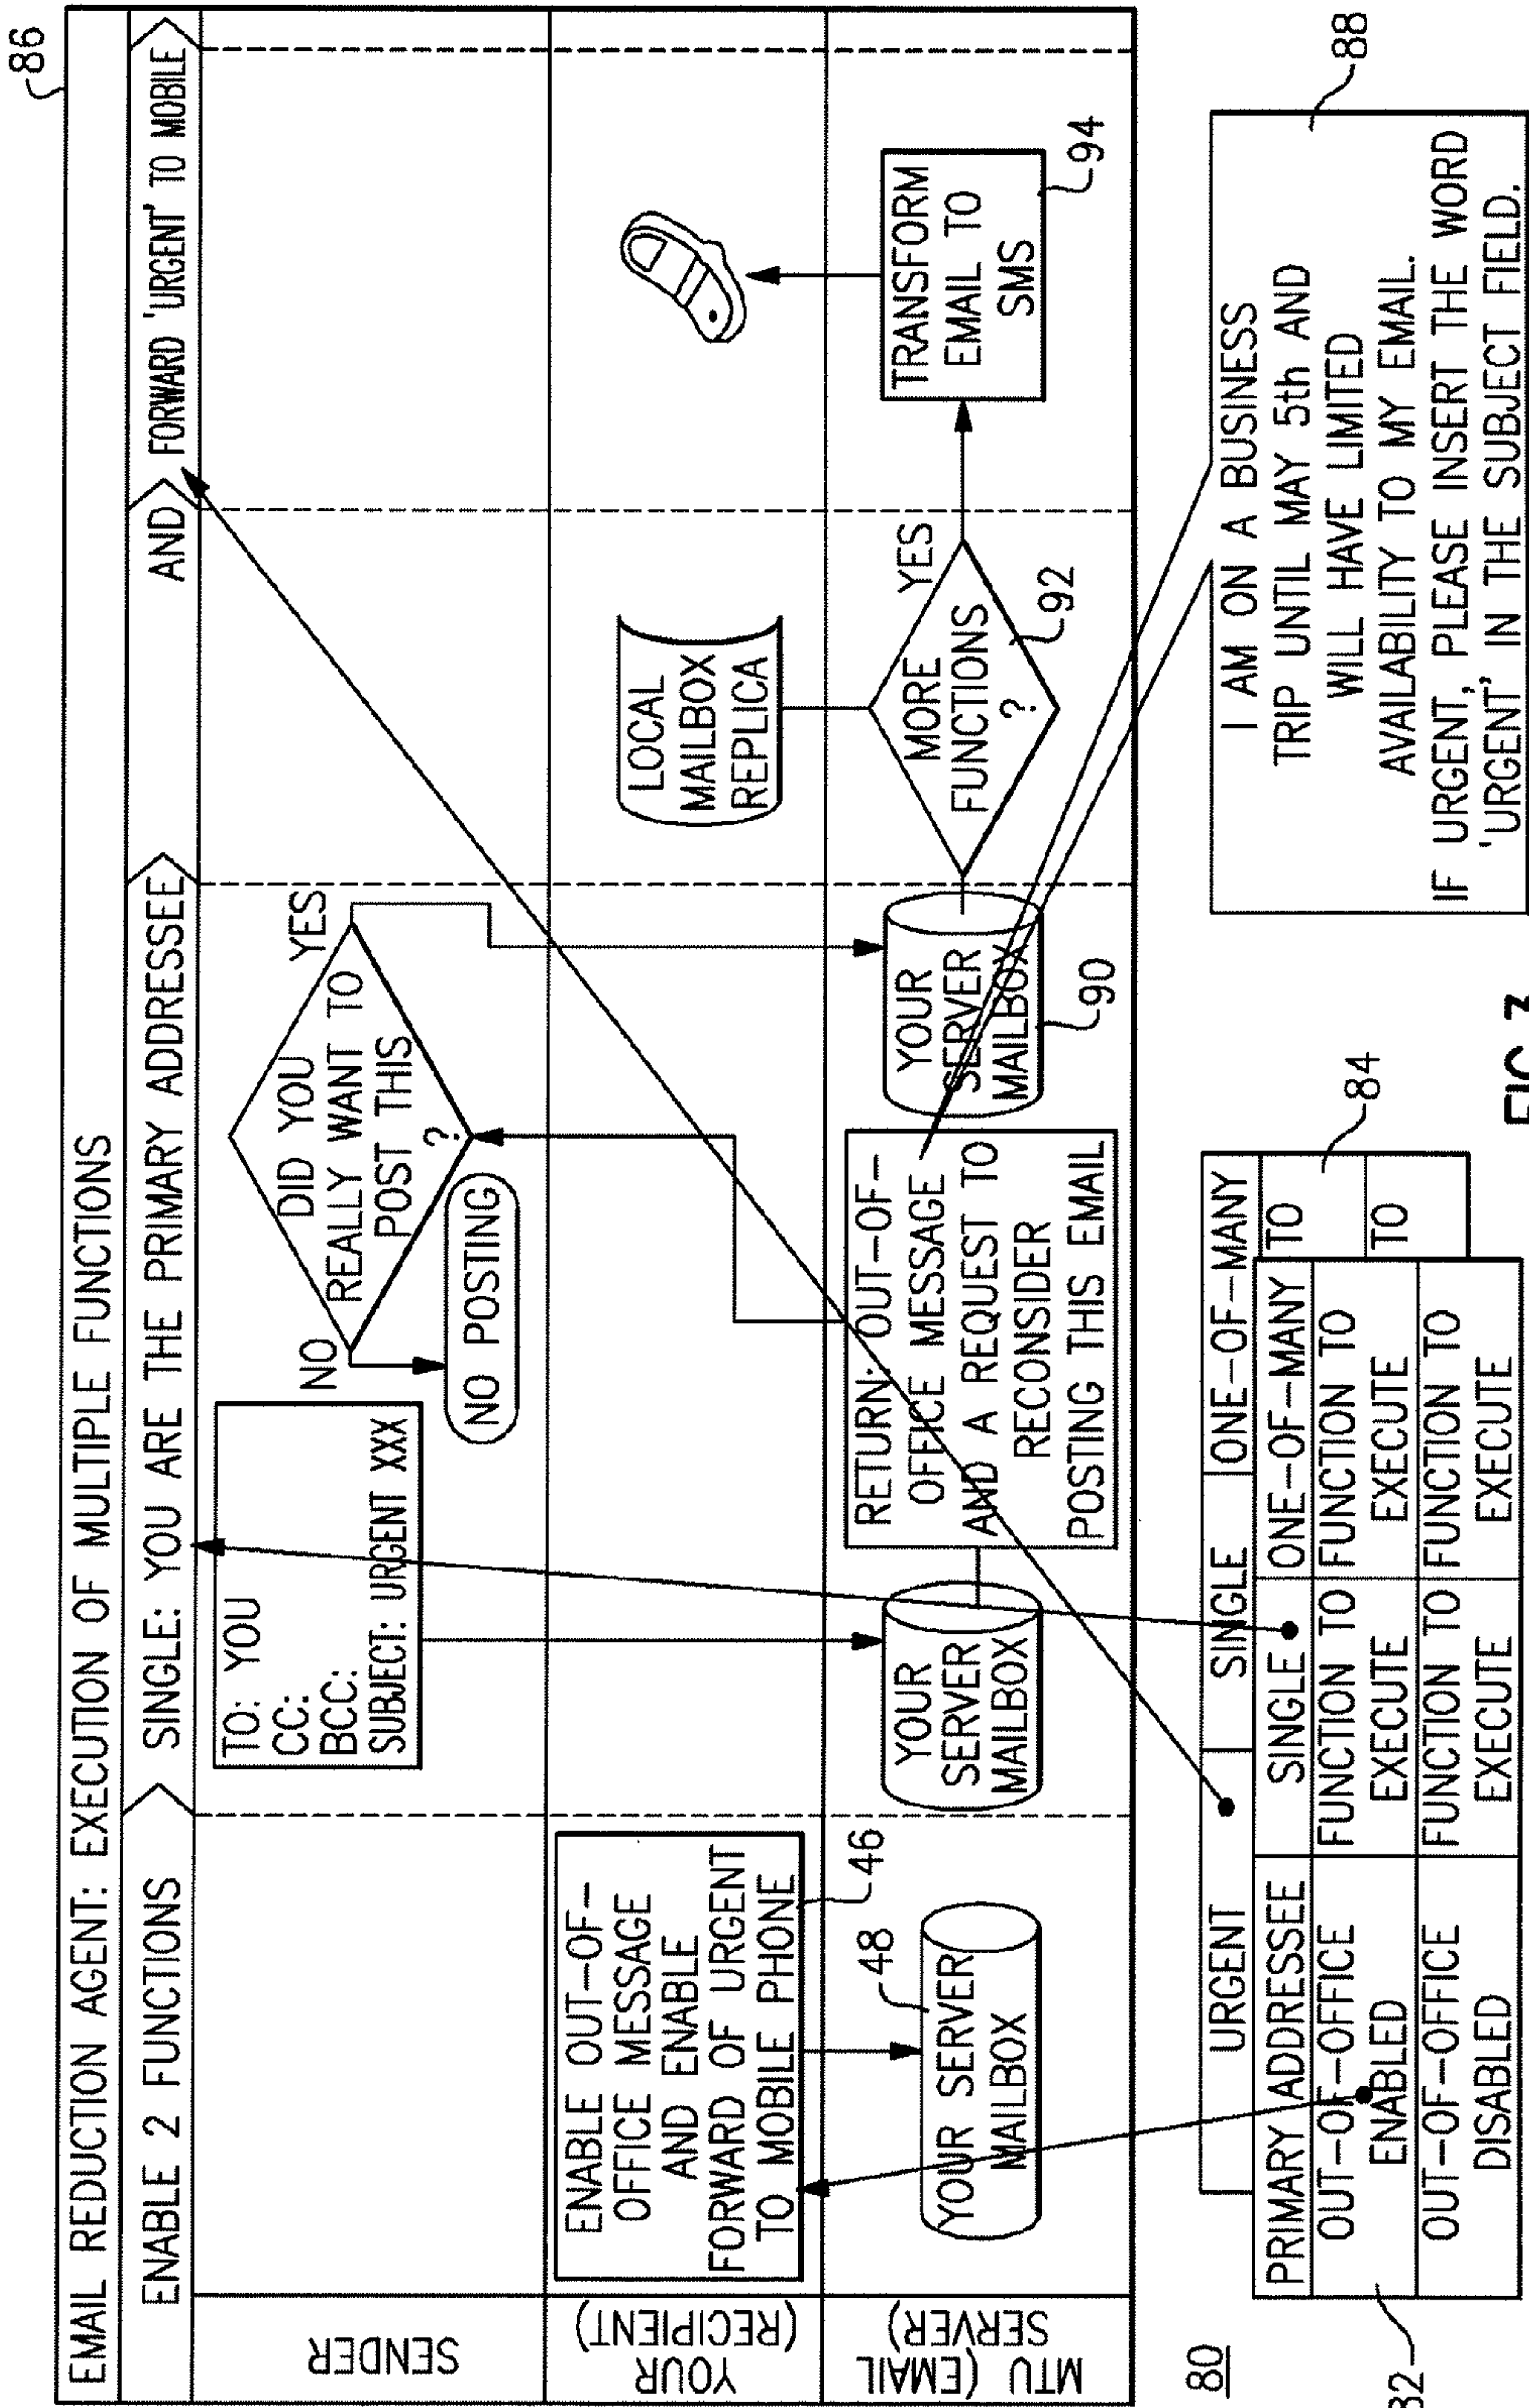 EMAIL REDUCTION AGENT: EXECUTION OF MULTIPLE FUNCTIONS
86
ENABLE 2 FUNCTIONS
SINGLE: YOU ARE THE PRIMARY ADDRESSEE
AND
FORWARD 'URGENT' TO MOBILE
SENDER
TO: YOU
CC:
BCC:
SUBJECT: URGENT XXX
NO
DID YOU
REALLY WANT TO
POST THIS
?
YES
NO POSTING
YOUR
(RECIPIENT)
ENABLE OUT-OF-
OFFICE MESSAGE
AND ENABLE
FORWARD OF URGENT
TO MOBILE PHONE
46
LOCAL
MAILBOX
REPLICA
MTU (EMAIL
SERVER)
48
YOUR SERVER
MAILBOX
YOUR
SERVER
MAILBOX
RETURN: OUT-OF-
OFFICE MESSAGE
AND A REQUEST TO
RECONSIDER
POSTING THIS EMAIL
YOUR
SERVER
MAILBOX
90
MORE
FUNCTIONS
?
YES
92
TRANSFORM
EMAIL TO
SMS
94
80
82
URGENT
SINGLE
ONE-OF-MANY
TO
TO
84
PRIMARY ADDRESSEE
SINGLE
ONE-OF-MANY
OUT-OF-OFFICE
ENABLED
FUNCTION TO
EXECUTE
FUNCTION TO
EXECUTE
OUT-OF-OFFICE
DISABLED
FUNCTION TO
EXECUTE
FUNCTION TO
EXECUTE
I AM ON A BUSINESS
TRIP UNTIL MAY 5th AND
WILL HAVE LIMITED
AVAILABILITY TO MY EMAIL.
IF URGENT, PLEASE INSERT THE WORD
'URGENT' IN THE SUBJECT FIELD.
88